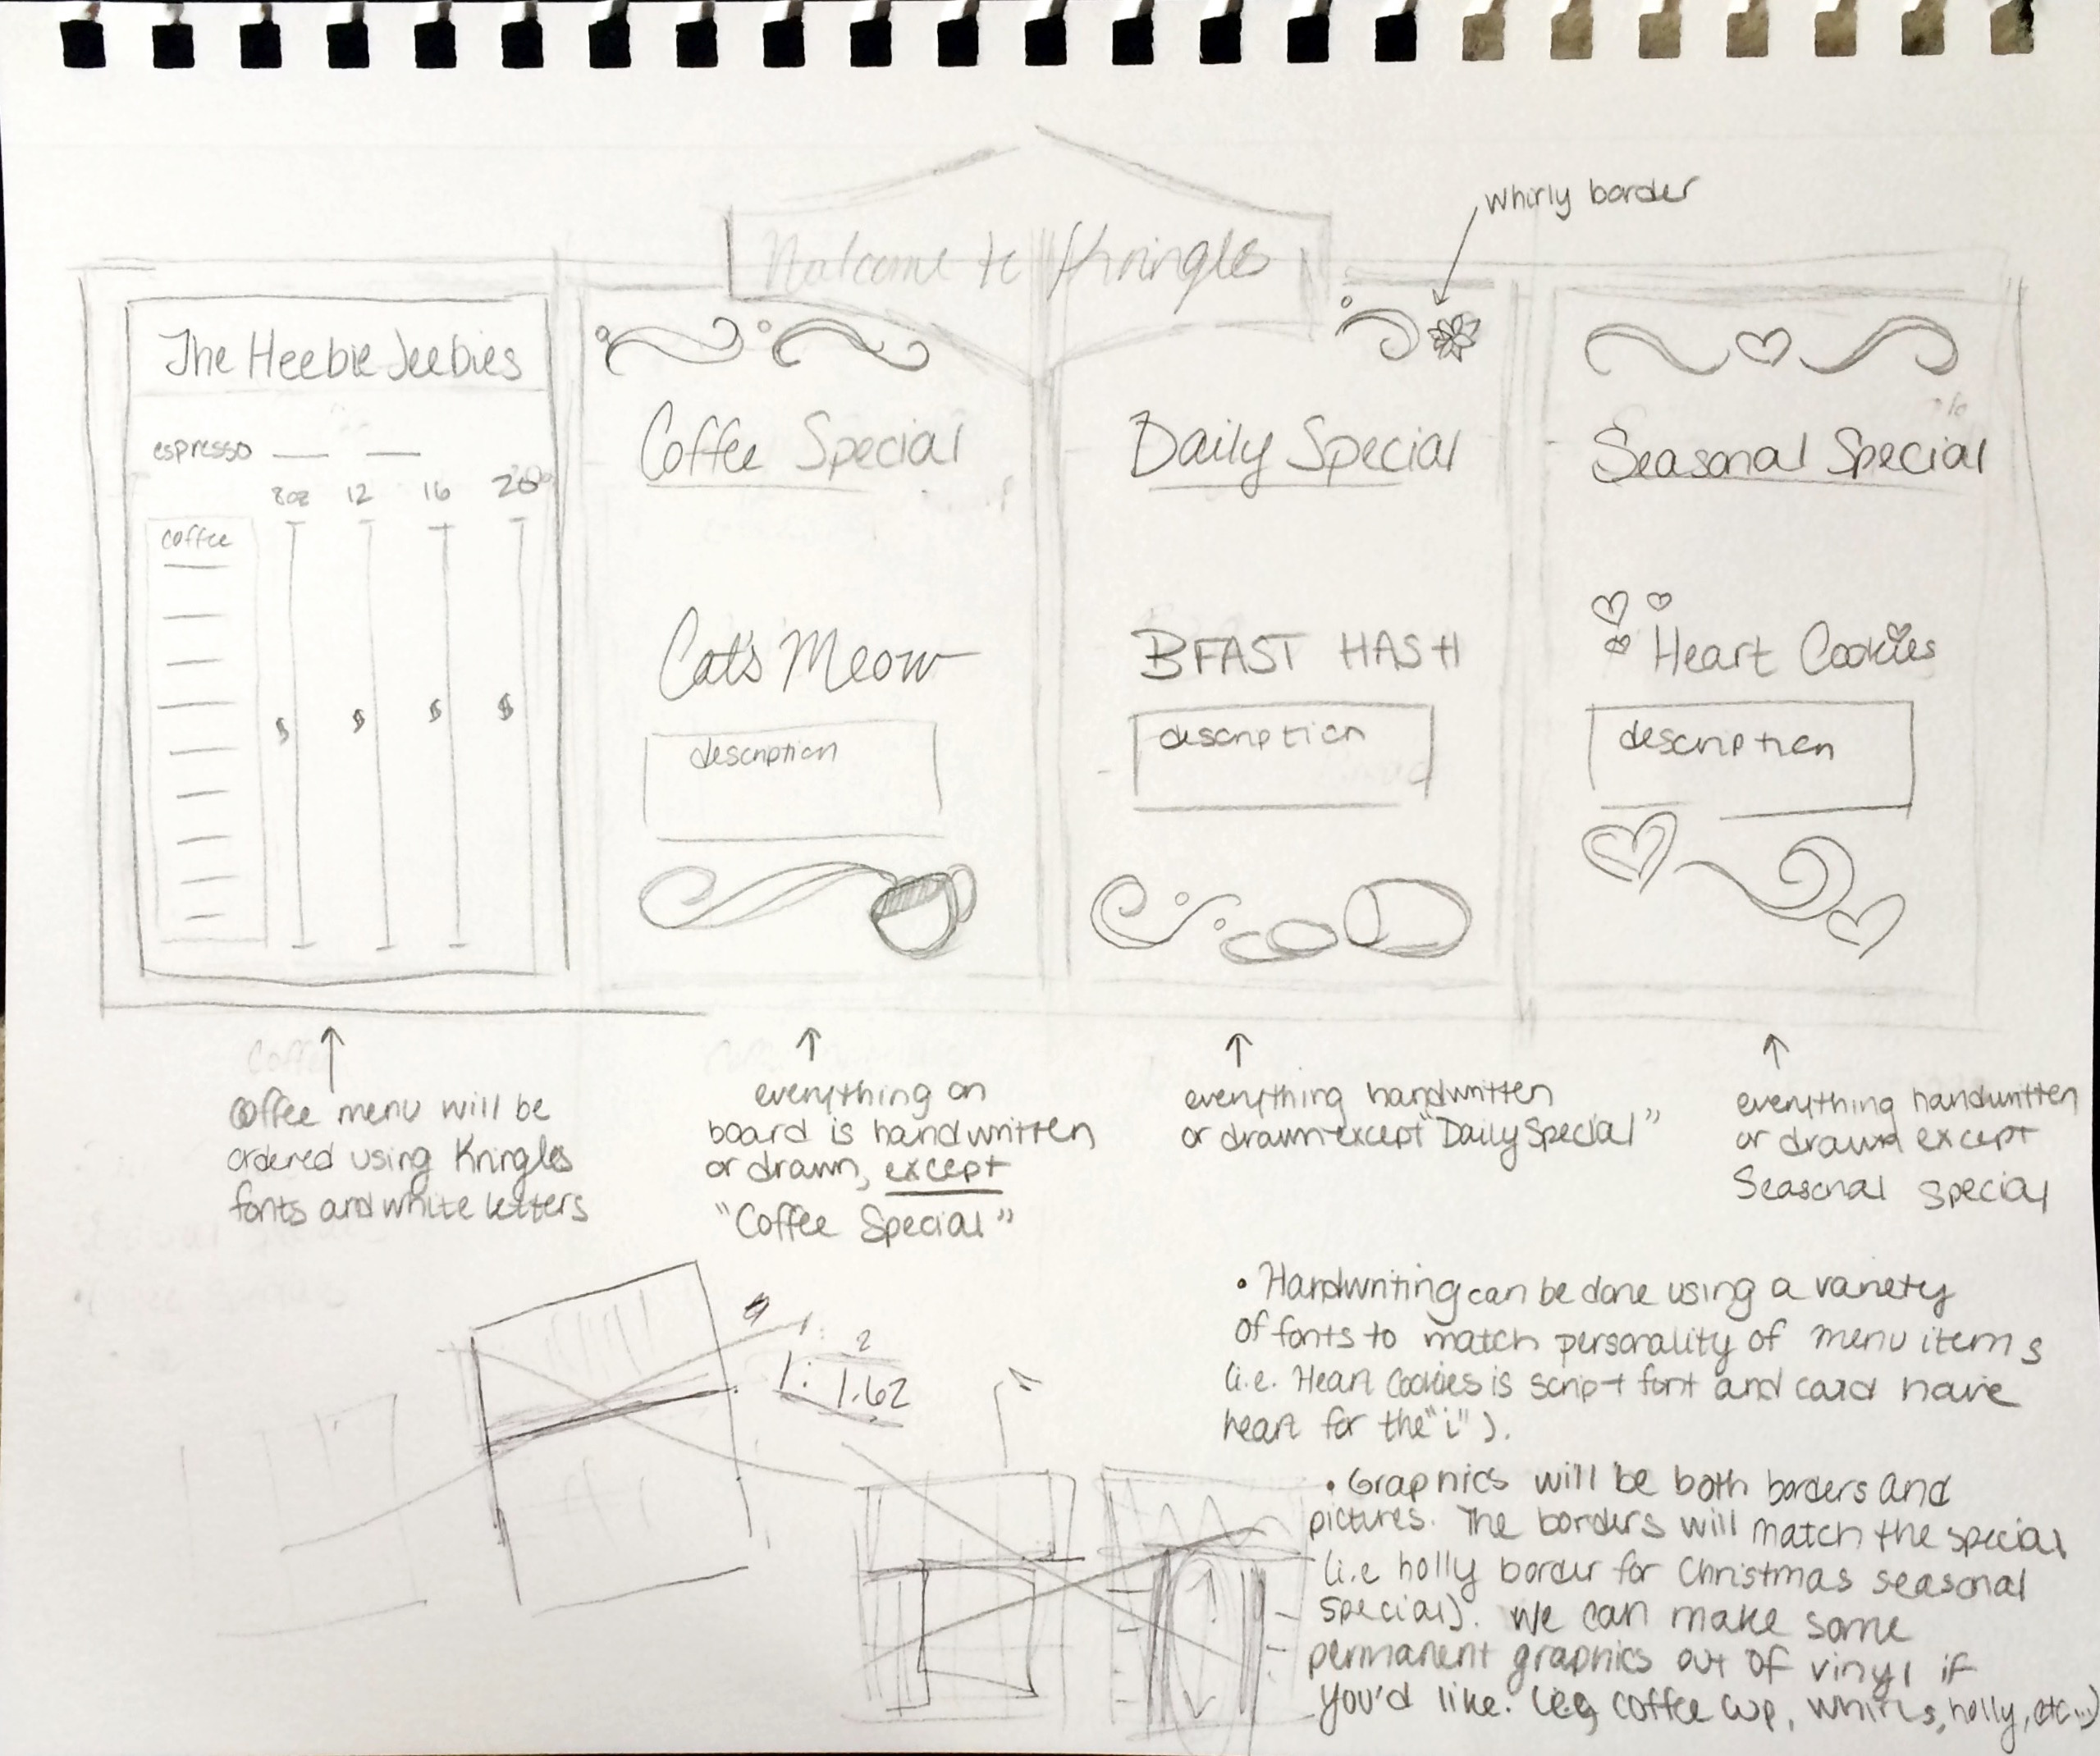 whirly border
Welcome to Kringles
The Heebie Jeebies
espresso
8oz 12 16 20
coffee
$ $ $ $
Coffee Special
Cat's Meow
description
Daily Special
BFAST HASH
description
Seasonal Special
Heart Cookies
description
Coffee menu will be
ordered using Kringles
fonts and white letters
everything on
board is handwritten
or drawn, except
"Coffee Special"
everything handwritten
or drawn except "Daily Special"
everything handwritten
or drawn except
Seasonal Special
1:
2
1: 1.62
• Handwriting can be done using a variety
of fonts to match personality of menu items
(i.e. Heart Cookies is script font and could have
heart for the "i").
• Graphics will be both borders and
pictures. The borders will match the special
(i.e holly border for Christmas seasonal
special). We can make some
permanent graphics out of vinyl if
you'd like. (eg coffee cup, whirls, holly, etc...)